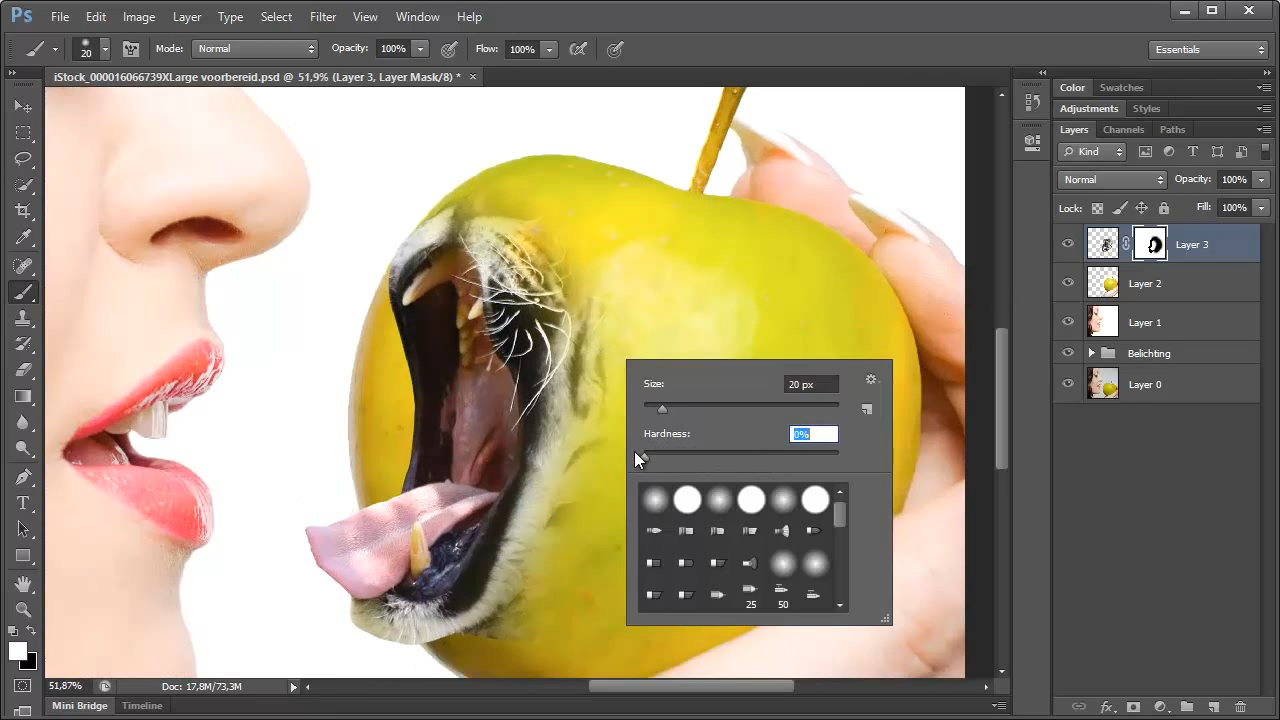 Ps File Edit Image Layer Type Select Filter View Window Help
20 Mode: Normal Opacity: 100% Flow: 100% Essentials
iStock_000016066739XLarge voorbereid.psd @ 51,9% (Layer 3, Layer Mask/8) * ×
Color Swatches
Adjustments Styles
Layers Channels Paths
Kind
Normal Opacity: 100%
Lock: Fill: 100%
Layer 3
Layer 2
Layer 1
Belichting
Layer 0
Size: 20 px
Hardness: 0%
25 50
51,87% Doc: 17,8M/73,3M
Mini Bridge Timeline